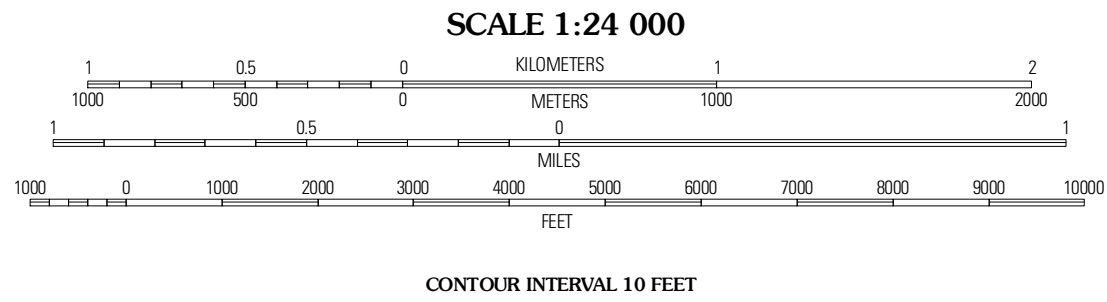 SCALE 1:24 000
1 0.5 0 KILOMETERS 1 2
1000 500 0 METERS 1000 2000
1 0.5 0 1
MILES
1000 0 1000 2000 3000 4000 5000 6000 7000 8000 9000 10000
FEET
CONTOUR INTERVAL 10 FEET